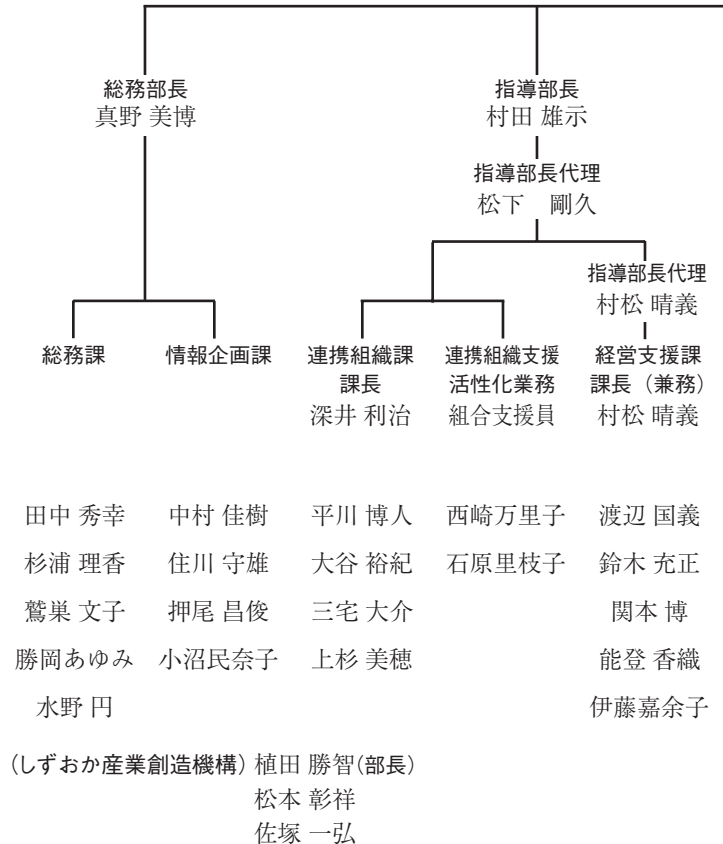 総務部長
真野 美博
指導部長
村田 雄示
指導部長代理
松下　剛久
指導部長代理
村松 晴義
総務課
情報企画課
連携組織課
課長
深井 利治
連携組織支援
活性化業務
組合支援員
経営支援課
課長（兼務）
村松 晴義
田中 秀幸 中村 佳樹 平川 博人 西崎万里子 渡辺 国義
杉浦 理香 住川 守雄 大谷 裕紀 石原里枝子 鈴木 充正
鷲巣 文子 押尾 昌俊 三宅 大介 関本 博
勝岡あゆみ 小沼民奈子 上杉 美穂 能登 香織
水野 円 伊藤嘉余子
(しずおか産業創造機構) 植田 勝智(部長)
松本 彰祥
佐塚 一弘